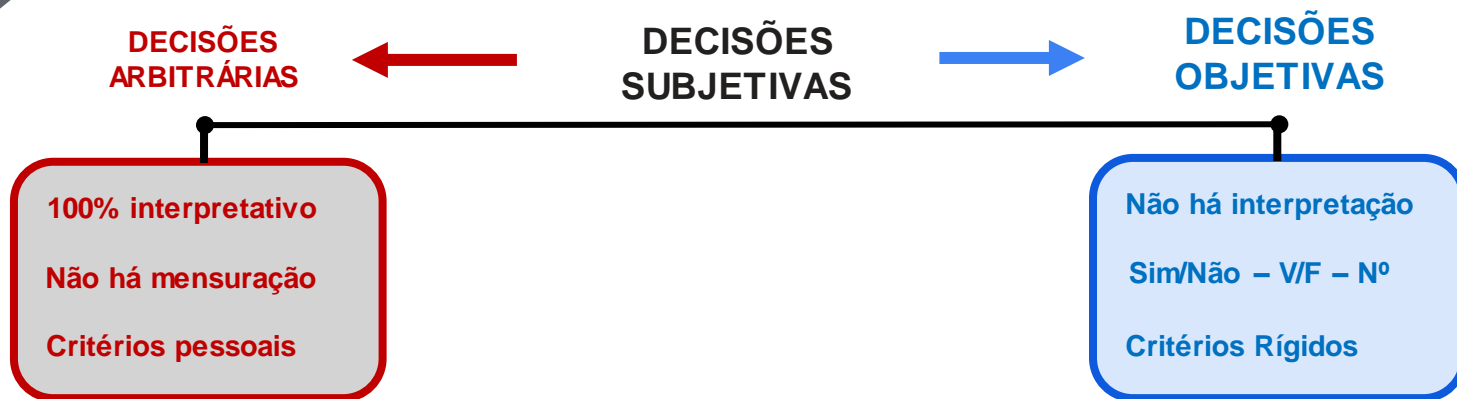 DECISÕES
ARBITRÁRIAS
DECISÕES
SUBJETIVAS
DECISÕES
OBJETIVAS
100% interpretativo
Não há mensuração
Critérios pessoais
Não há interpretação
Sim/Não – V/F – Nº
Critérios Rígidos